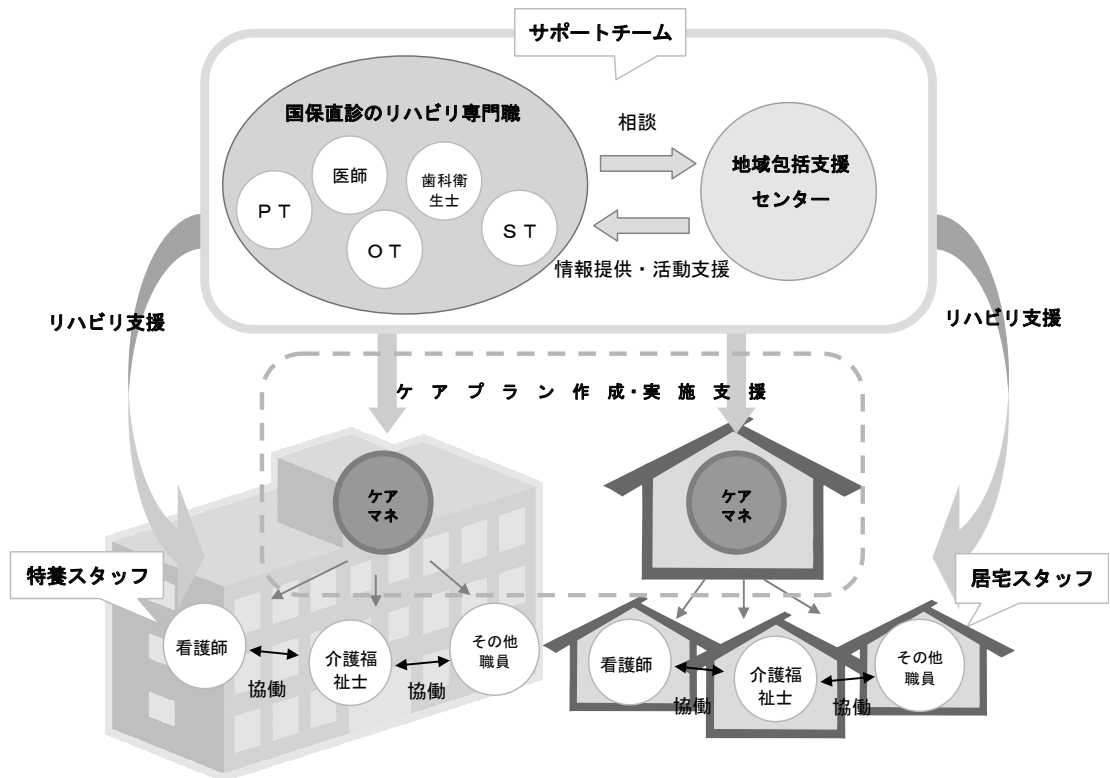 サポートチーム
国保直診のリハビリ専門職
医師
歯科衛
生士
PT
OT
ST
相談
情報提供・活動支援
地域包括支援
センター
リハビリ支援
リハビリ支援
ケアプラン作成・実施支援
ケア
マネ
ケア
マネ
特養スタッフ
居宅スタッフ
看護師
協働
介護福
祉士
協働
その他
職員
看護師
協働
介護福
祉士
協働
その他
職員